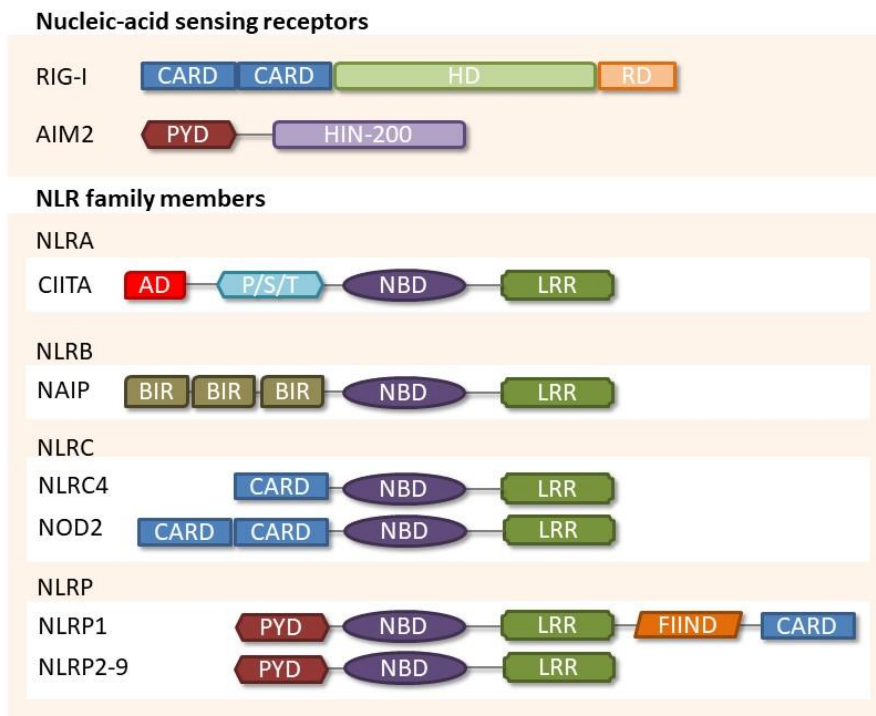 Nucleic-acid sensing receptors
RIG-I CARD CARD HD RD
AIM2 PYD HIN-200
NLR family members
NLRA
CIITA AD P/S/T NBD LRR
NLRB
NAIP BIR BIR BIR NBD LRR
NLRC
NLRC4 CARD NBD LRR
NOD2 CARD CARD NBD LRR
NLRP
NLRP1 PYD NBD LRR FIIND CARD
NLRP2-9 PYD NBD LRR